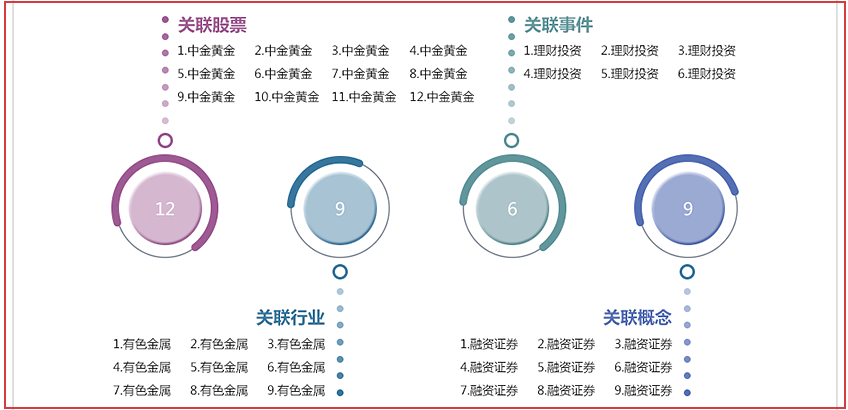 关联股票
1.中金黄金 2.中金黄金 3.中金黄金 4.中金黄金
5.中金黄金 6.中金黄金 7.中金黄金 8.中金黄金
9.中金黄金 10.中金黄金 11.中金黄金 12.中金黄金
关联事件
1.理财投资 2.理财投资 3.理财投资
4.理财投资 5.理财投资 6.理财投资
12 9 6 9
关联行业
1.有色金属 2.有色金属 3.有色金属
4.有色金属 5.有色金属 6.有色金属
7.有色金属 8.有色金属 9.有色金属
关联概念
1.融资证券 2.融资证券 3.融资证券
4.融资证券 5.融资证券 6.融资证券
7.融资证券 8.融资证券 9.融资证券